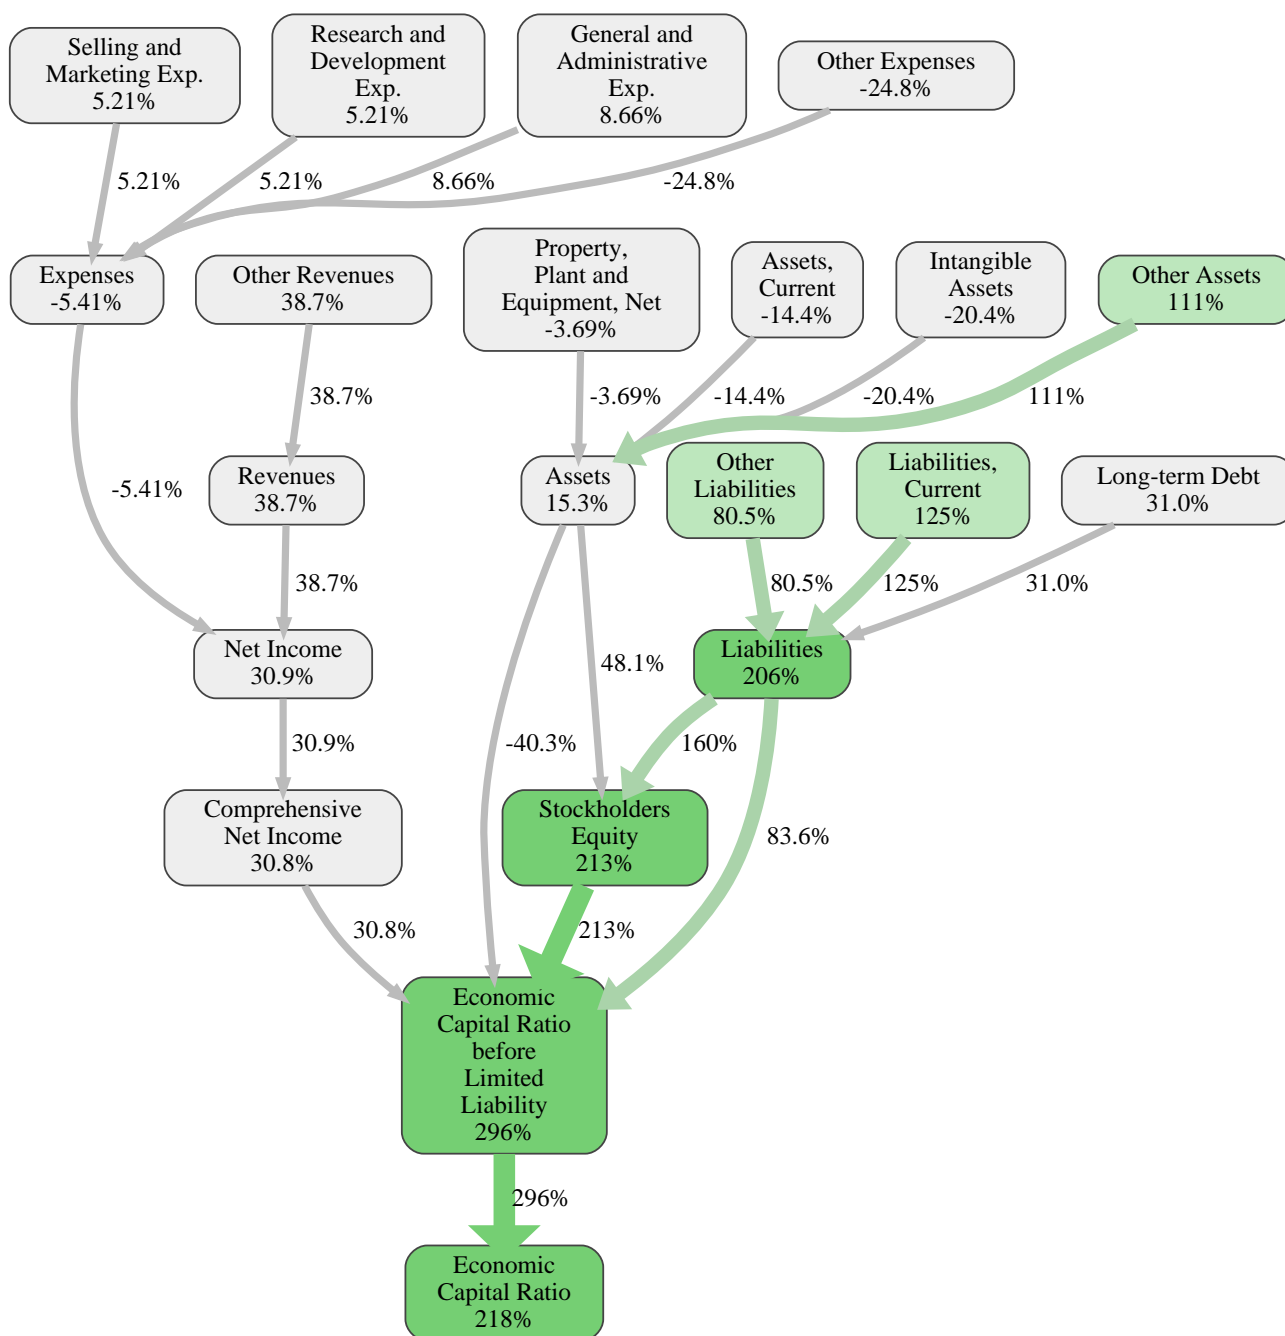 Selling and
Marketing Exp.
5.21%
Research and
Development
Exp.
5.21%
General and
Administrative
Exp.
8.66%
Other Expenses
-24.8%
5.21%
5.21%
8.66%
-24.8%
Expenses
-5.41%
Other Revenues
38.7%
Property,
Plant and
Equipment, Net
-3.69%
Assets,
Current
-14.4%
Intangible
Assets
-20.4%
Other Assets
111%
38.7%
-3.69%
-14.4%
-20.4%
111%
-5.41%
Revenues
38.7%
Assets
15.3%
Other
Liabilities
80.5%
Liabilities,
Current
125%
Long-term Debt
31.0%
38.7%
80.5%
125%
31.0%
Net Income
30.9%
48.1%
Liabilities
206%
30.9%
-40.3%
160%
Comprehensive
Net Income
30.8%
Stockholders
Equity
213%
83.6%
30.8%
213%
Economic
Capital Ratio
before
Limited
Liability
296%
296%
Economic
Capital Ratio
218%